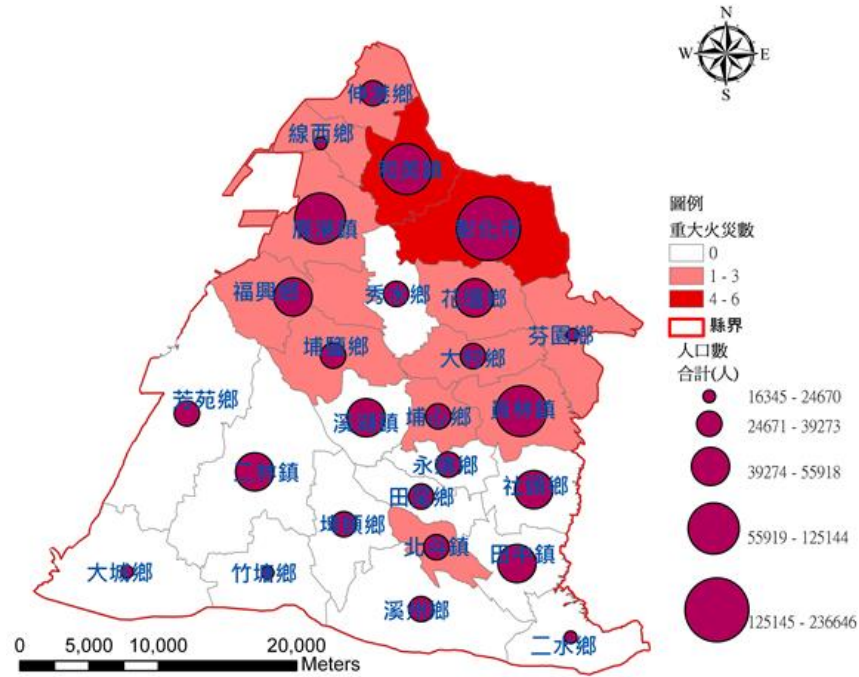 N
W
E
S
伸港鄉
線西鄉
和美鎮
鹿港鎮
彰化市
福興鄉
秀水鄉
花壇鄉
芬園鄉
埔鹽鄉
大村鄉
芳苑鄉
溪湖鎮
埔心鄉
員林鎮
永靖鄉
二林鎮
社頭鄉
田尾鄉
埤頭鄉
北斗鎮
田中鎮
大城鄉
竹塘鄉
溪州鄉
二水鄉
圖例
重大火災數
0
1 - 3
4 - 6
縣界
人口數
合計(人)
16345 - 24670
24671 - 39273
39274 - 55918
55919 - 125144
125145 - 236646
0 5,000 10,000 20,000
Meters